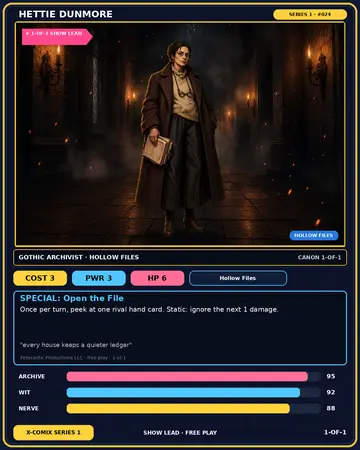 HETTIE DUNMORE
SERIES 1 · #024
★ 1-OF-1 SHOW LEAD
HOLLOW FILES
GOTHIC ARCHIVIST · HOLLOW FILES
CANON 1-OF-1
COST 3
PWR 3
HP 6
Hollow Files
SPECIAL: Open the File
Once per turn, peek at one rival hand card. Static: ignore the next 1 damage.
"every house keeps a quieter ledger"
Peterantic Productions LLC · free play · 1-of-1
ARCHIVE 95
WIT 92
NERVE 88
X-COMIX SERIES 1
SHOW LEAD · FREE PLAY
1-OF-1